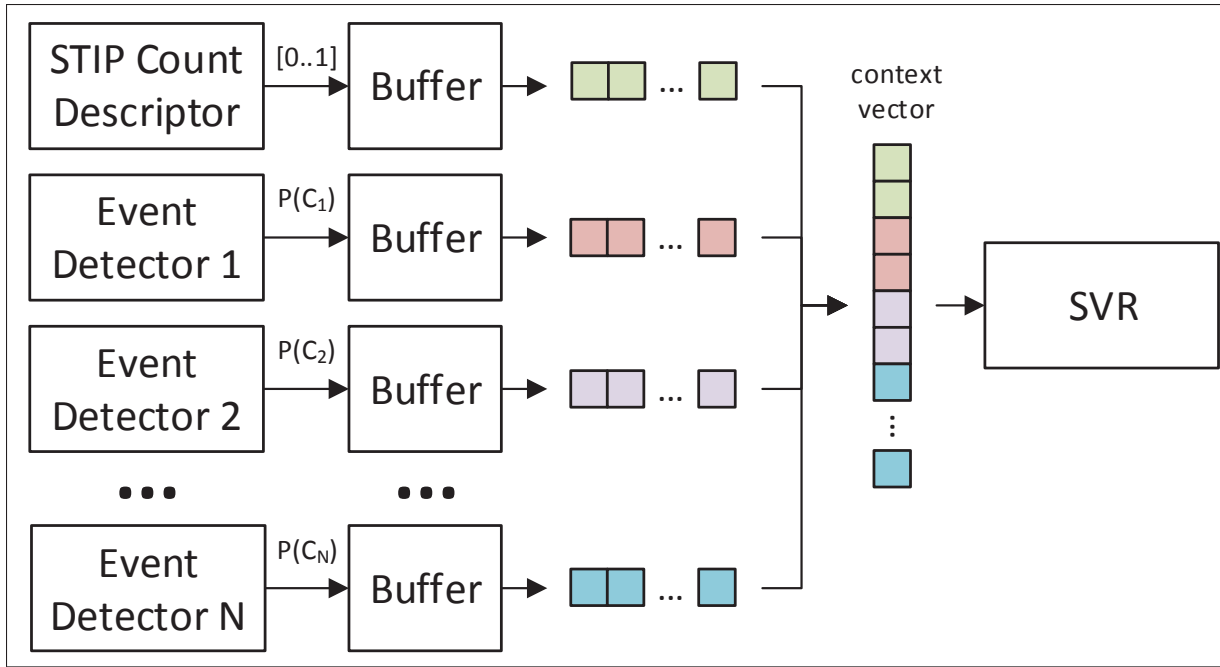 STIP Count
Descriptor
[0..1]
Buffer
...
context
vector
Event
Detector 1
P(C₁)
Buffer
...
SVR
Event
Detector 2
P(C₂)
Buffer
...
...
...
...
Event
Detector N
P(C_N)
Buffer
...